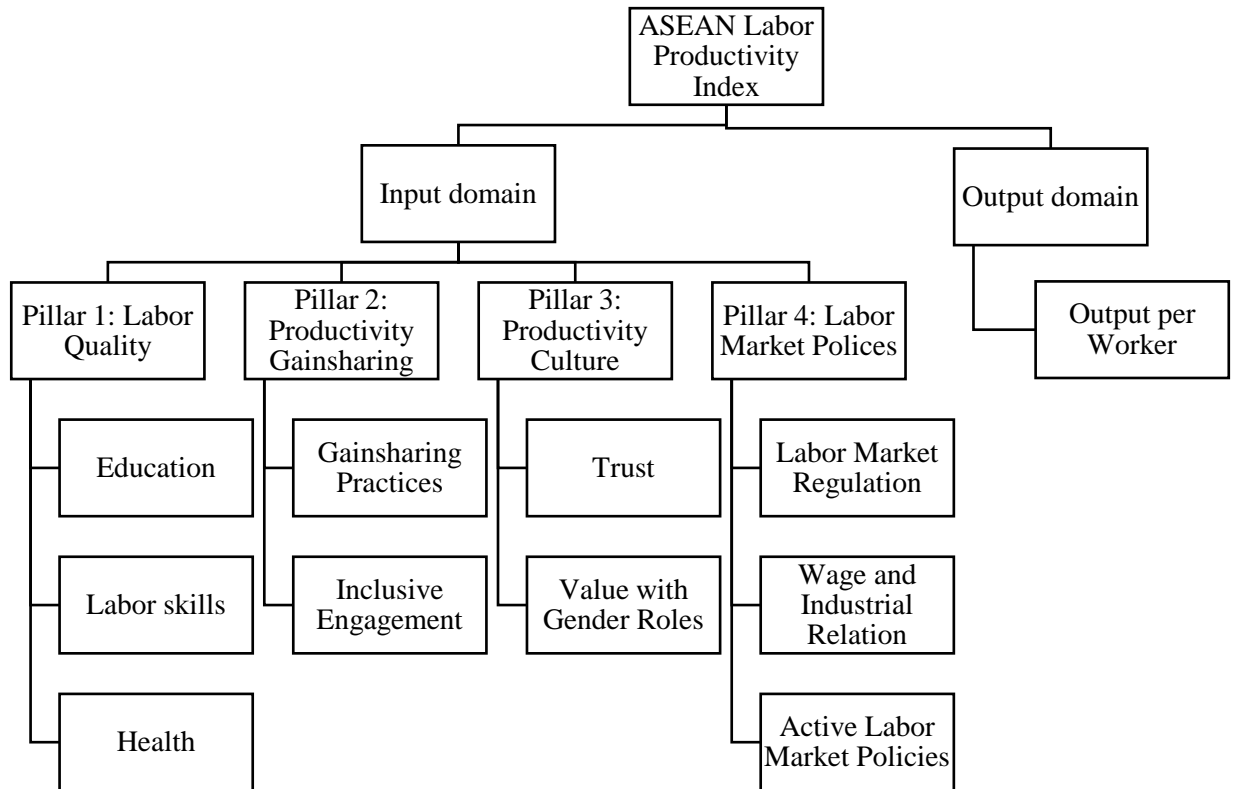 ASEAN Labor
Productivity
Index
Input domain
Output domain
Pillar 1: Labor
Quality
Pillar 2:
Productivity
Gainsharing
Pillar 3:
Productivity
Culture
Pillar 4: Labor
Market Polices
Output per
Worker
Education
Gainsharing
Practices
Trust
Labor Market
Regulation
Labor skills
Inclusive
Engagement
Value with
Gender Roles
Wage and
Industrial
Relation
Health
Active Labor
Market Policies